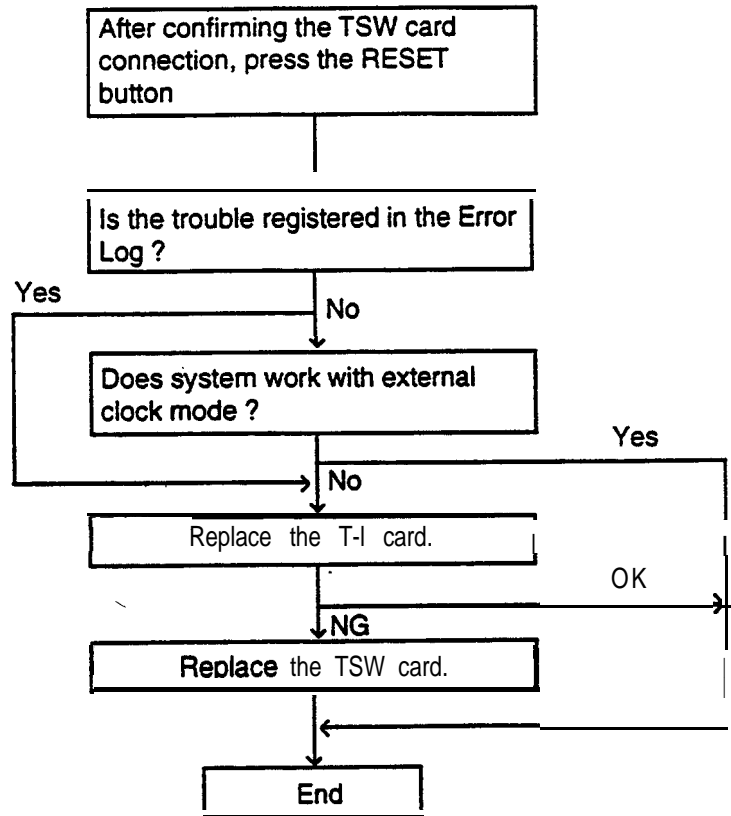 After confirming the TSW card
connection, press the RESET
button
Is the trouble registered in the Error
Log ?
Yes
No
Does system work with external
clock mode ?
Yes
No
Replace the T-I card.
OK
NG
Replace the TSW card.
End